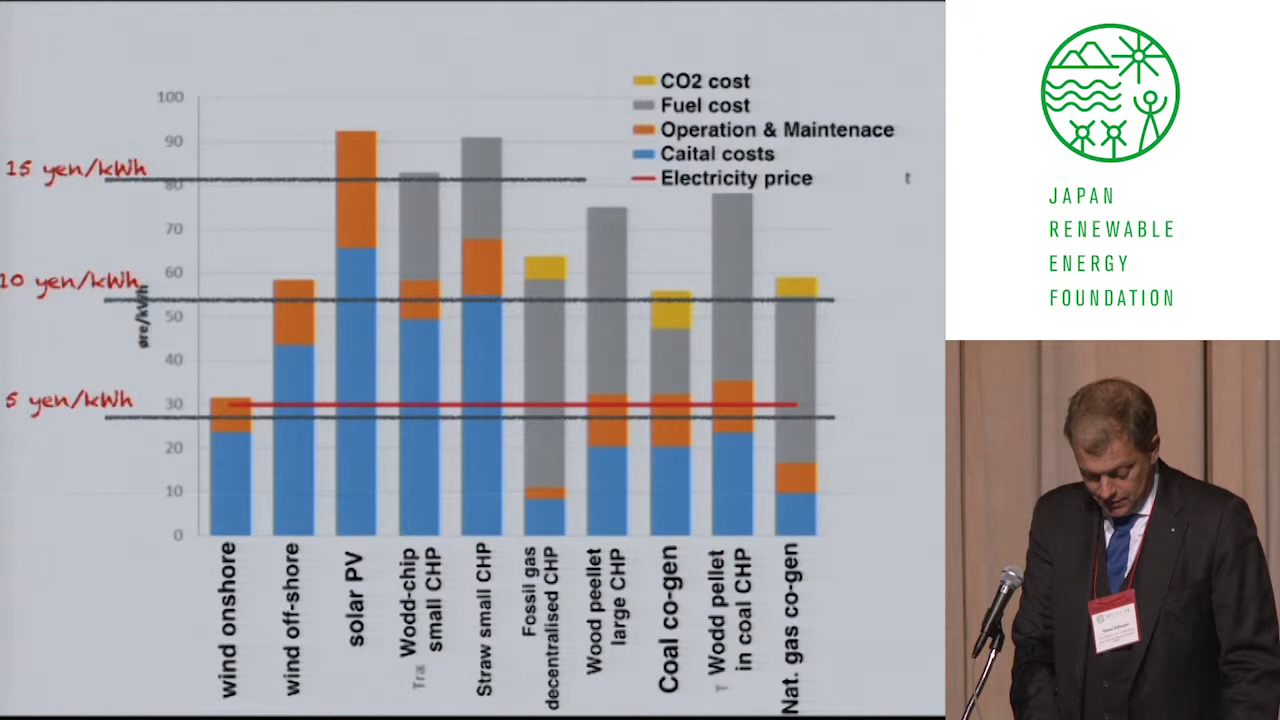 CO2 cost
Fuel cost
Operation & Maintenace
Caital costs
Electricity price
t
100
90
80
70
60
50
40
30
20
10
0
15 yen/kWh
10 yen/kWh
5 yen/kWh
øre/kWh
wind onshore
wind off-shore
solar PV
Wodd-chip
small CHP
Tra
Straw small CHP
Fossil gas
decentralised CHP
Wood peellet
large CHP
Coal co-gen
Wodd pellet
in coal CHP
T
Nat. gas co-gen
JAPAN
RENEWABLE
ENERGY
FOUNDATION